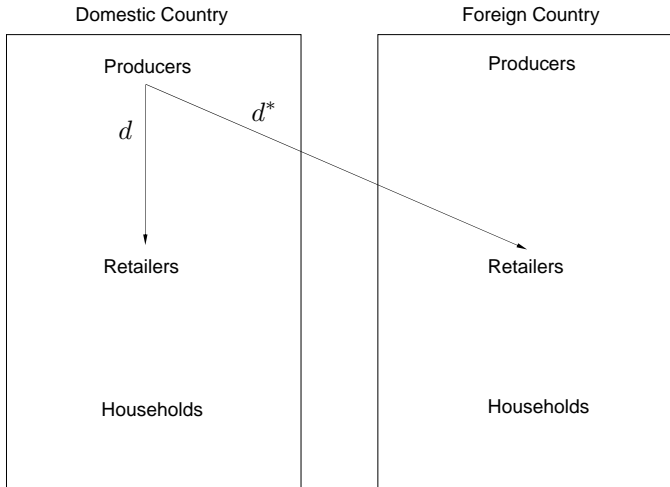 Domestic Country
Foreign Country
Producers
Producers
d
d*
Retailers
Retailers
Households
Households